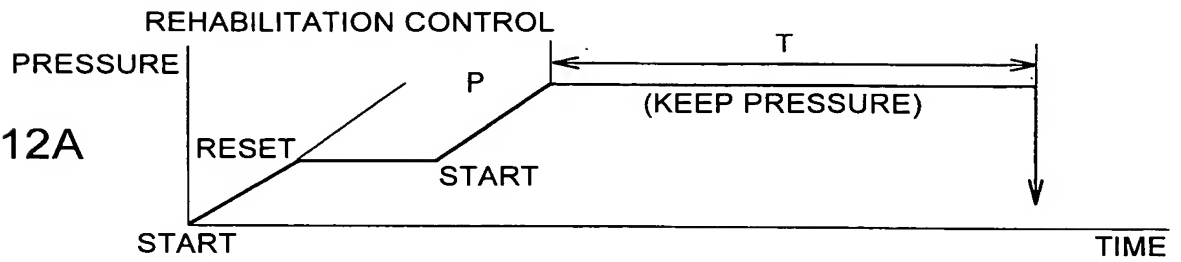 REHABILITATION CONTROL
PRESSURE
T
P
(KEEP PRESSURE)
12A
RESET
START
START
TIME